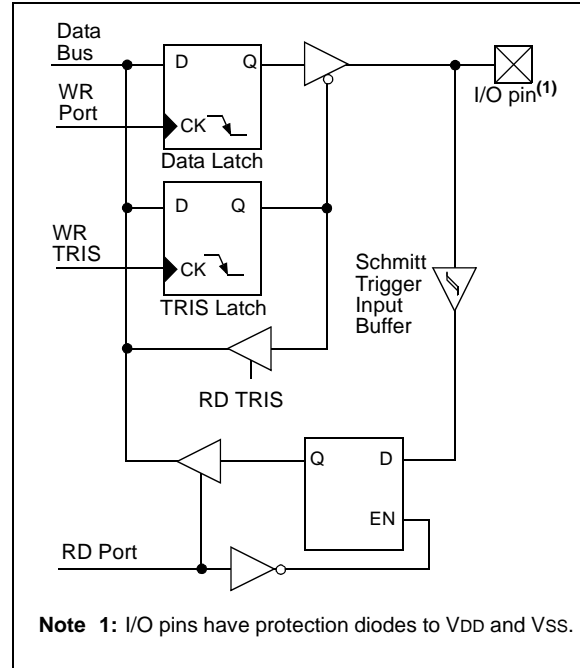 Data
Bus
D
Q
I/O pin(1)
WR
Port
CK
Data Latch
D
Q
WR
TRIS
CK
TRIS Latch
Schmitt
Trigger
Input
Buffer
RD TRIS
Q
D
EN
RD Port
Note 1: I/O pins have protection diodes to VDD and VSS.